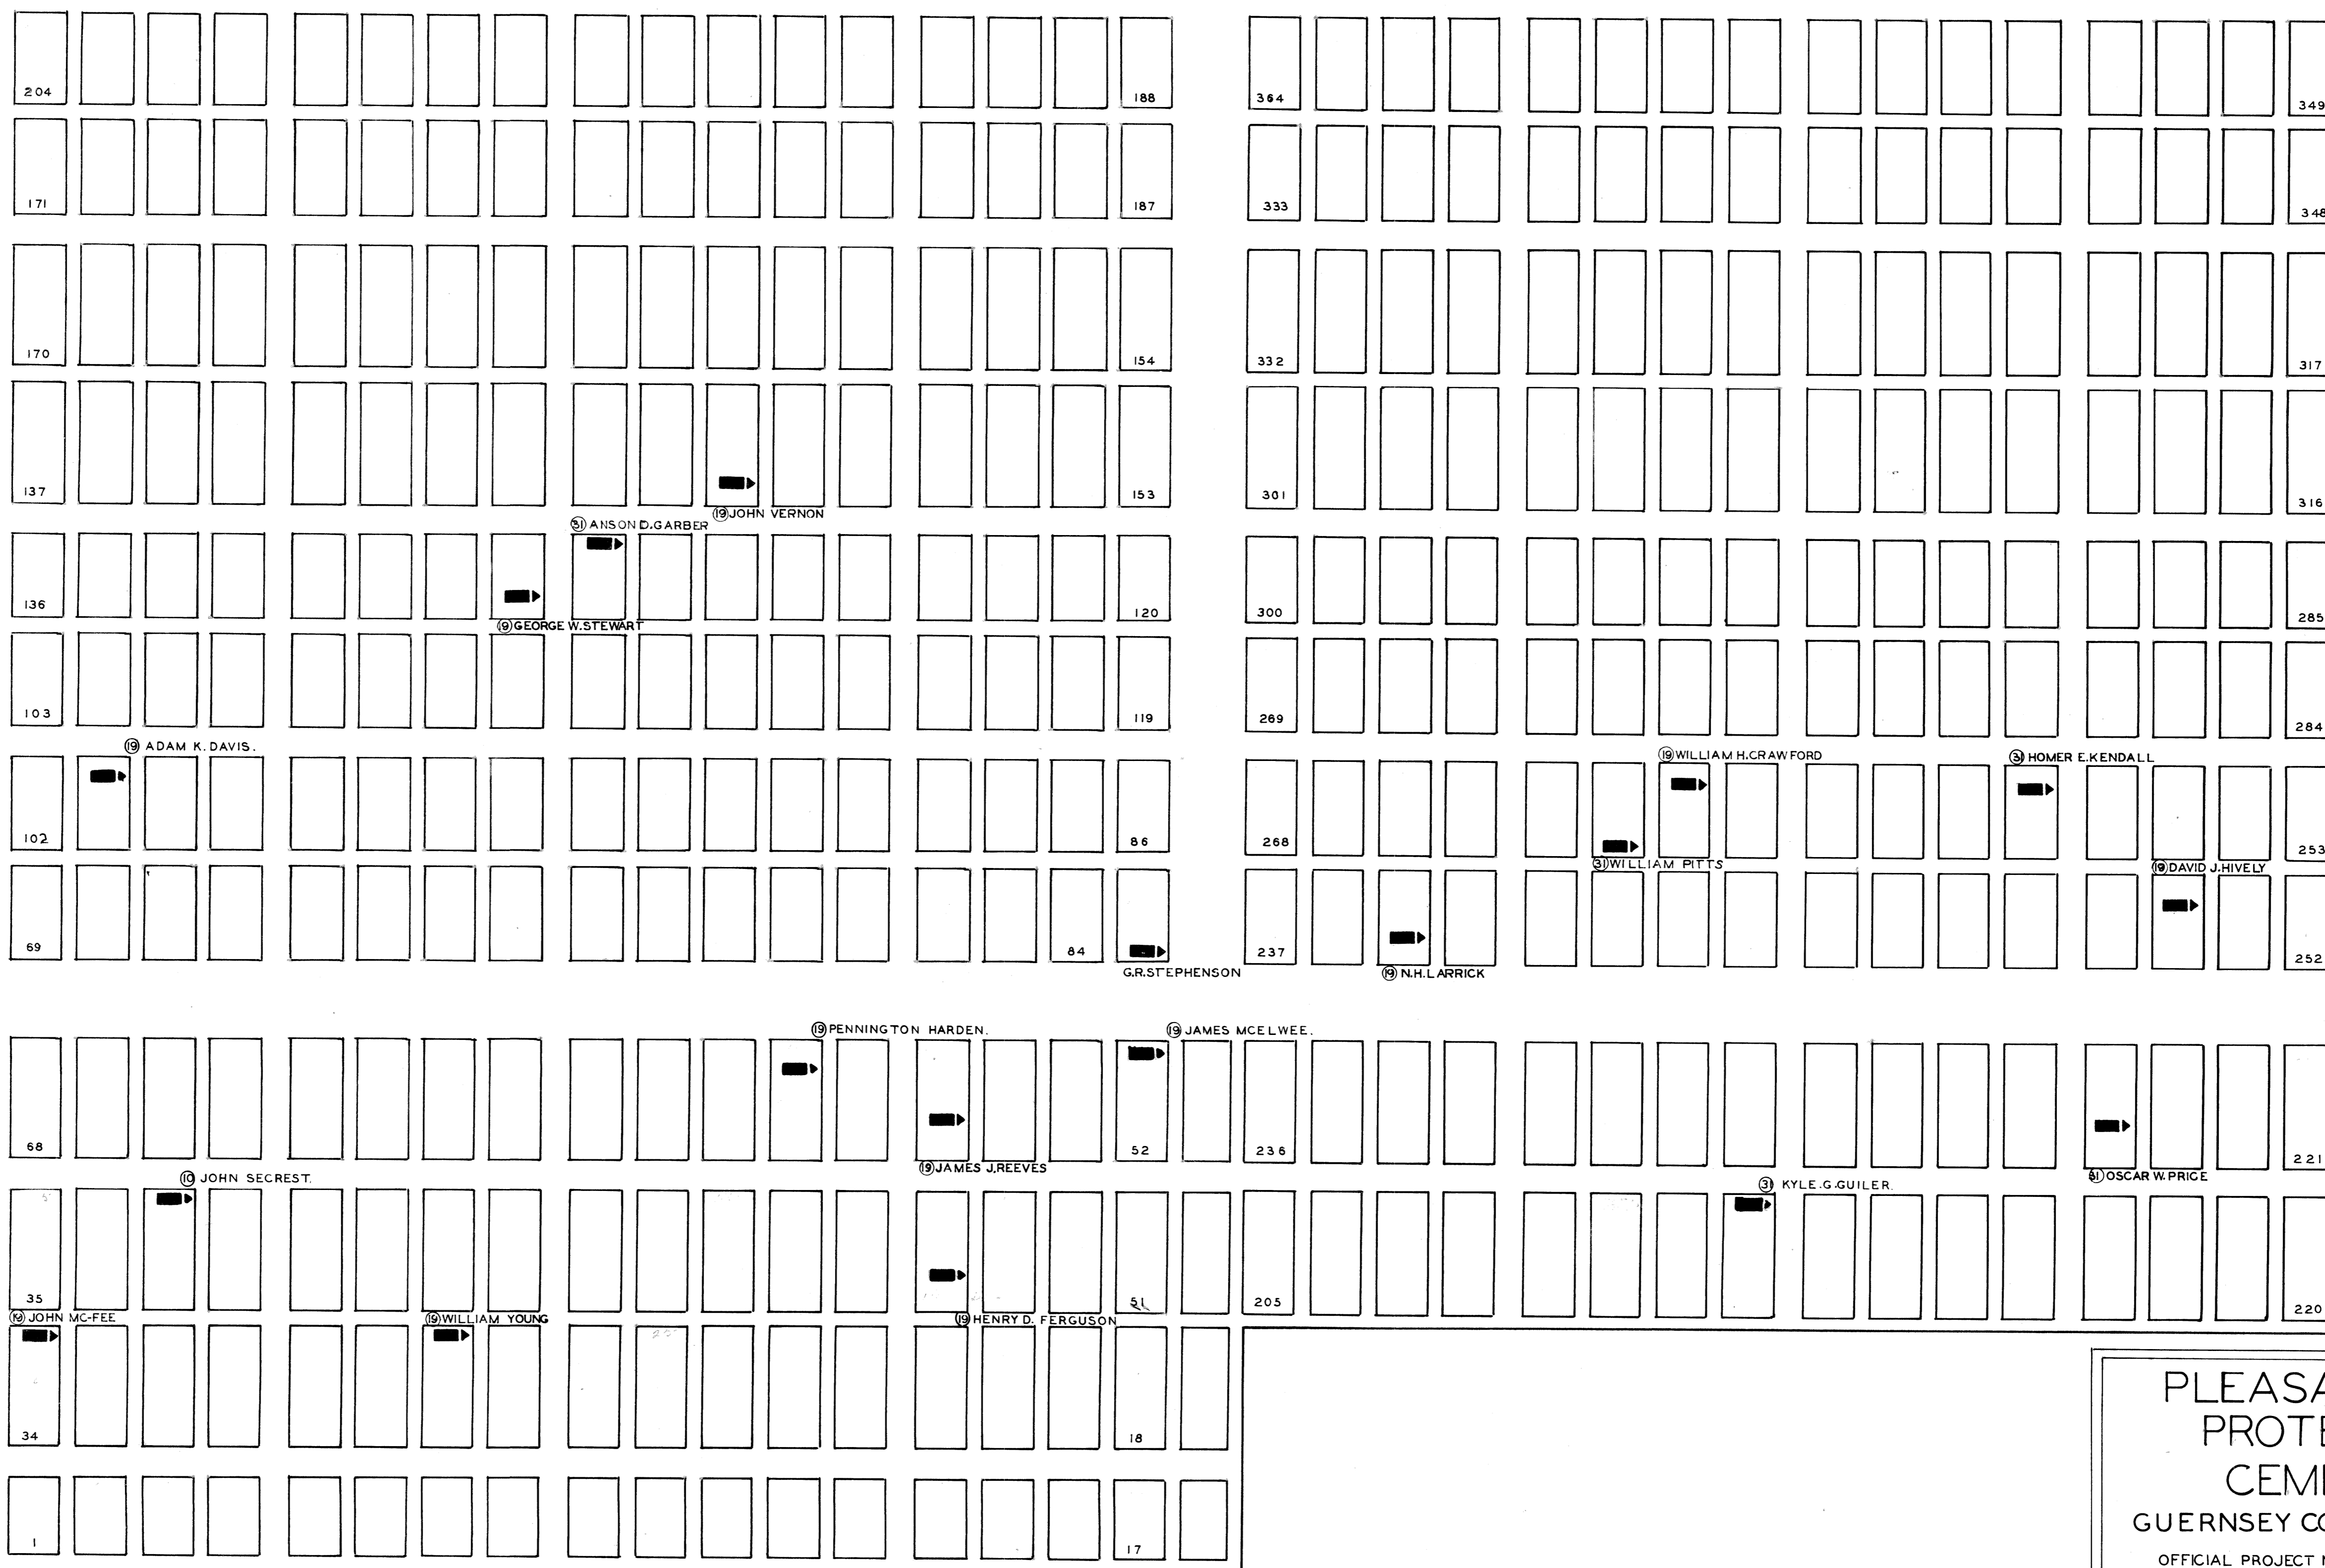 204 188 364 349
171 187 333 348
170 154 332 317
137 153 301 316
19 JOHN VERNON
31 ANSON D. GARBER
136 120 300 285
19 GEORGE W. STEWART
103 119 269 284
19 ADAM K. DAVIS.
19 WILLIAM H. CRAWFORD
31 HOMER E. KENDALL
102 86 268 253
31 WILLIAM PITTS
19 DAVID J. HIVELY
69 84 237 252
G.R. STEPHENSON
19 N.H. LARRICK
19 PENNINGTON HARDEN.
19 JAMES MCELWEE.
68 52 236 221
19 JAMES J. REEVES
10 JOHN SECREST.
31 KYLE.G.GUILER.
31 OSCAR W. PRICE
35 51 205 220
19 JOHN MC-FEE
19 WILLIAM YOUNG
19 HENRY D. FERGUSON
34 18
1 17
PLEASA
PROTE
CEM
GUERNSEY CO
OFFICIAL PROJECT